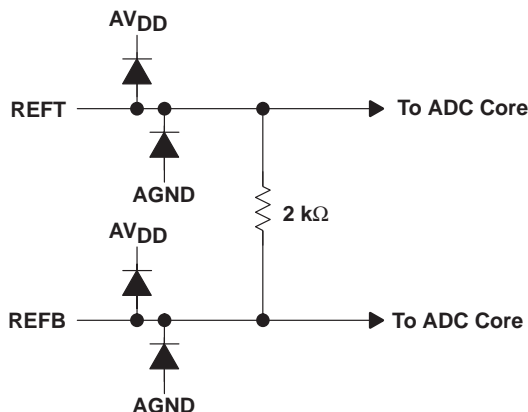 AVDD
REFT
To ADC Core
AGND
2 kΩ
AVDD
REFB
To ADC Core
AGND